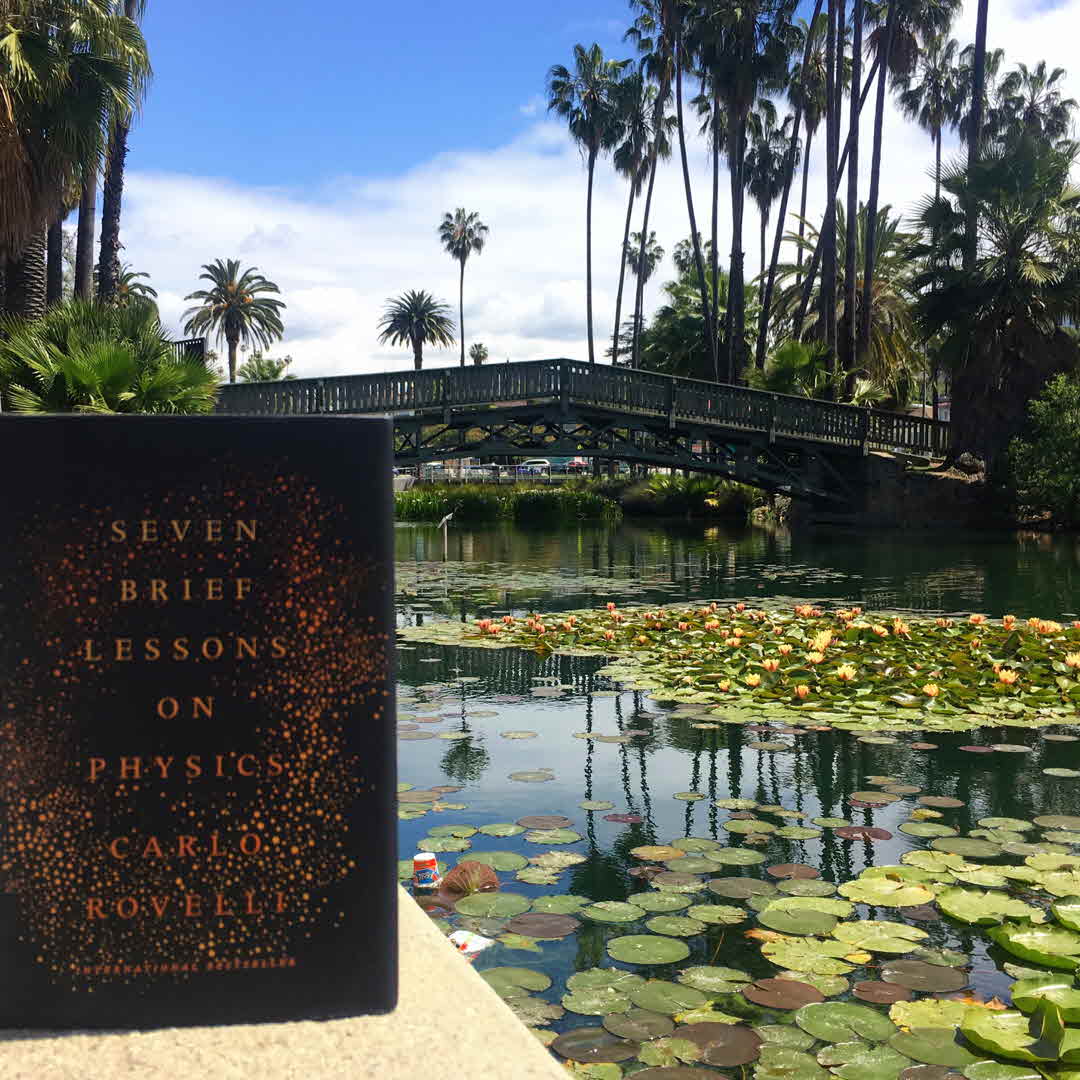 SEVEN
BRIEF
LESSONS
ON
PHYSICS
CARLO
ROVELLI
INTERNATIONAL BESTSELLER